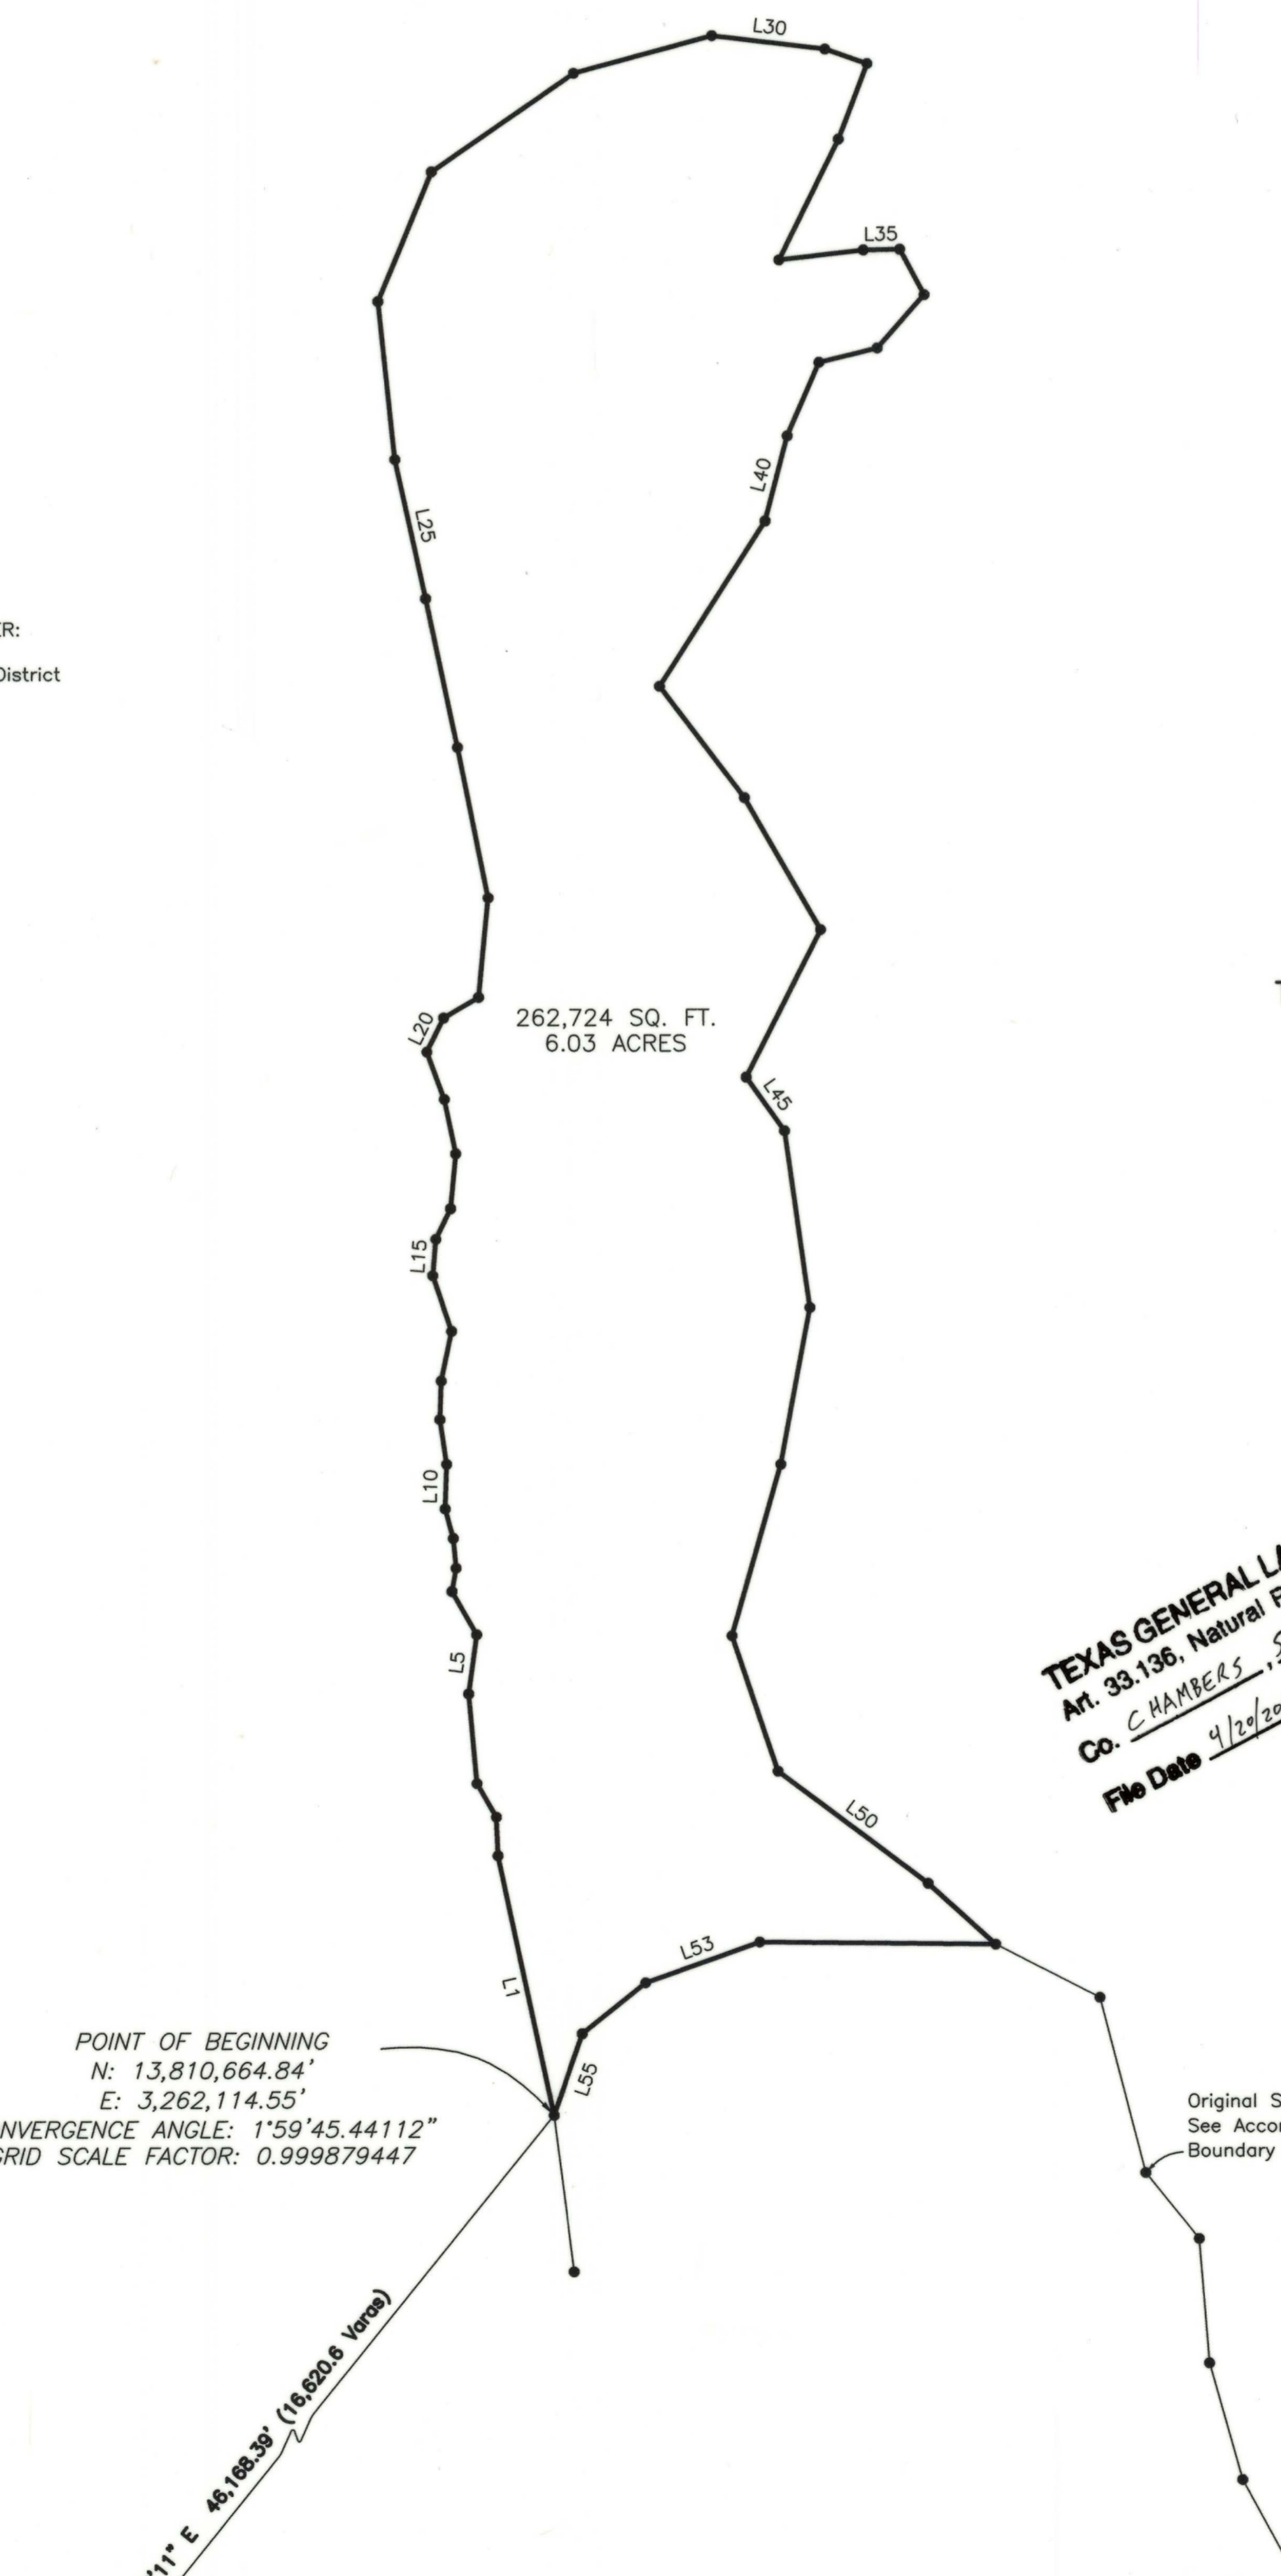 L30
L35
L40
L25
R:
District
L20
262,724 SQ. FT.
6.03 ACRES
L45
L15
L10
L5
TEXAS GENERAL
Art. 33.136, Natural
Co. CHAMBERS,
File Date 4/20/20
L50
L53
L1
L55
POINT OF BEGINNING
N: 13,810,664.84'
E: 3,262,114.55'
NVERGENCE ANGLE: 1°59'45.44112"
GRID SCALE FACTOR: 0.999879447
Original S
See Acco
Boundary
'11" E 46,168.39' (16,620.6 Varas)